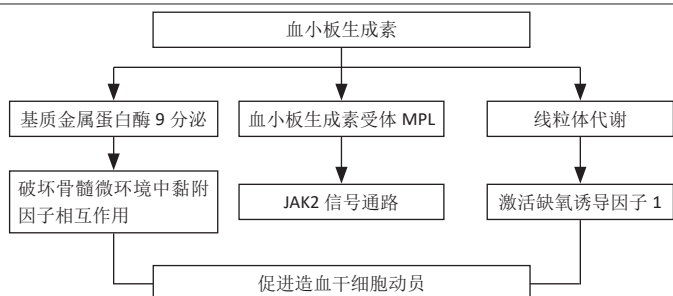 血小板生成素
基质金属蛋白酶 9 分泌
血小板生成素受体 MPL
线粒体代谢
破坏骨髓微环境中黏附
因子相互作用
JAK2 信号通路
激活缺氧诱导因子 1
促进造血干细胞动员